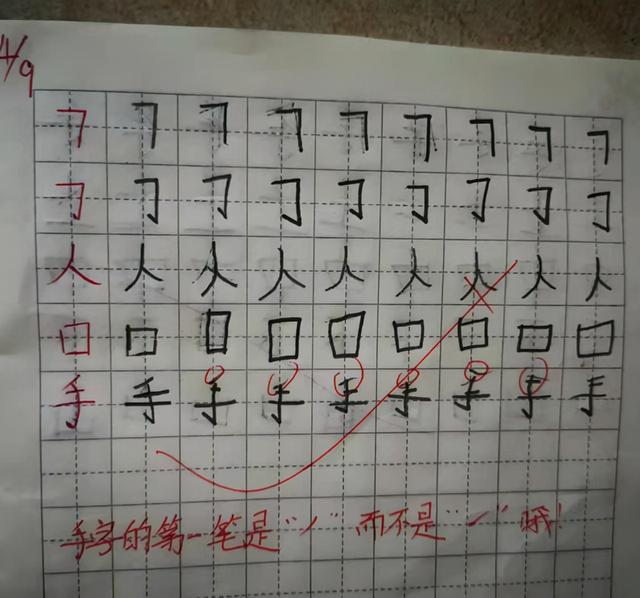 4/9
㇕ ㇕ ㇕ ㇕ ㇕ ㇕ ㇕ ㇕ ㇕
㇆ ㇆ ㇆ ㇆ ㇆ ㇆ ㇆ ㇆ ㇆
人 人 人 人 人 人 人 人 人
口 口 口 口 口 口 口 口 口
手 手 手 手 手 手 手 手 手
手字的第一笔是“丿”而不是“一”哦!